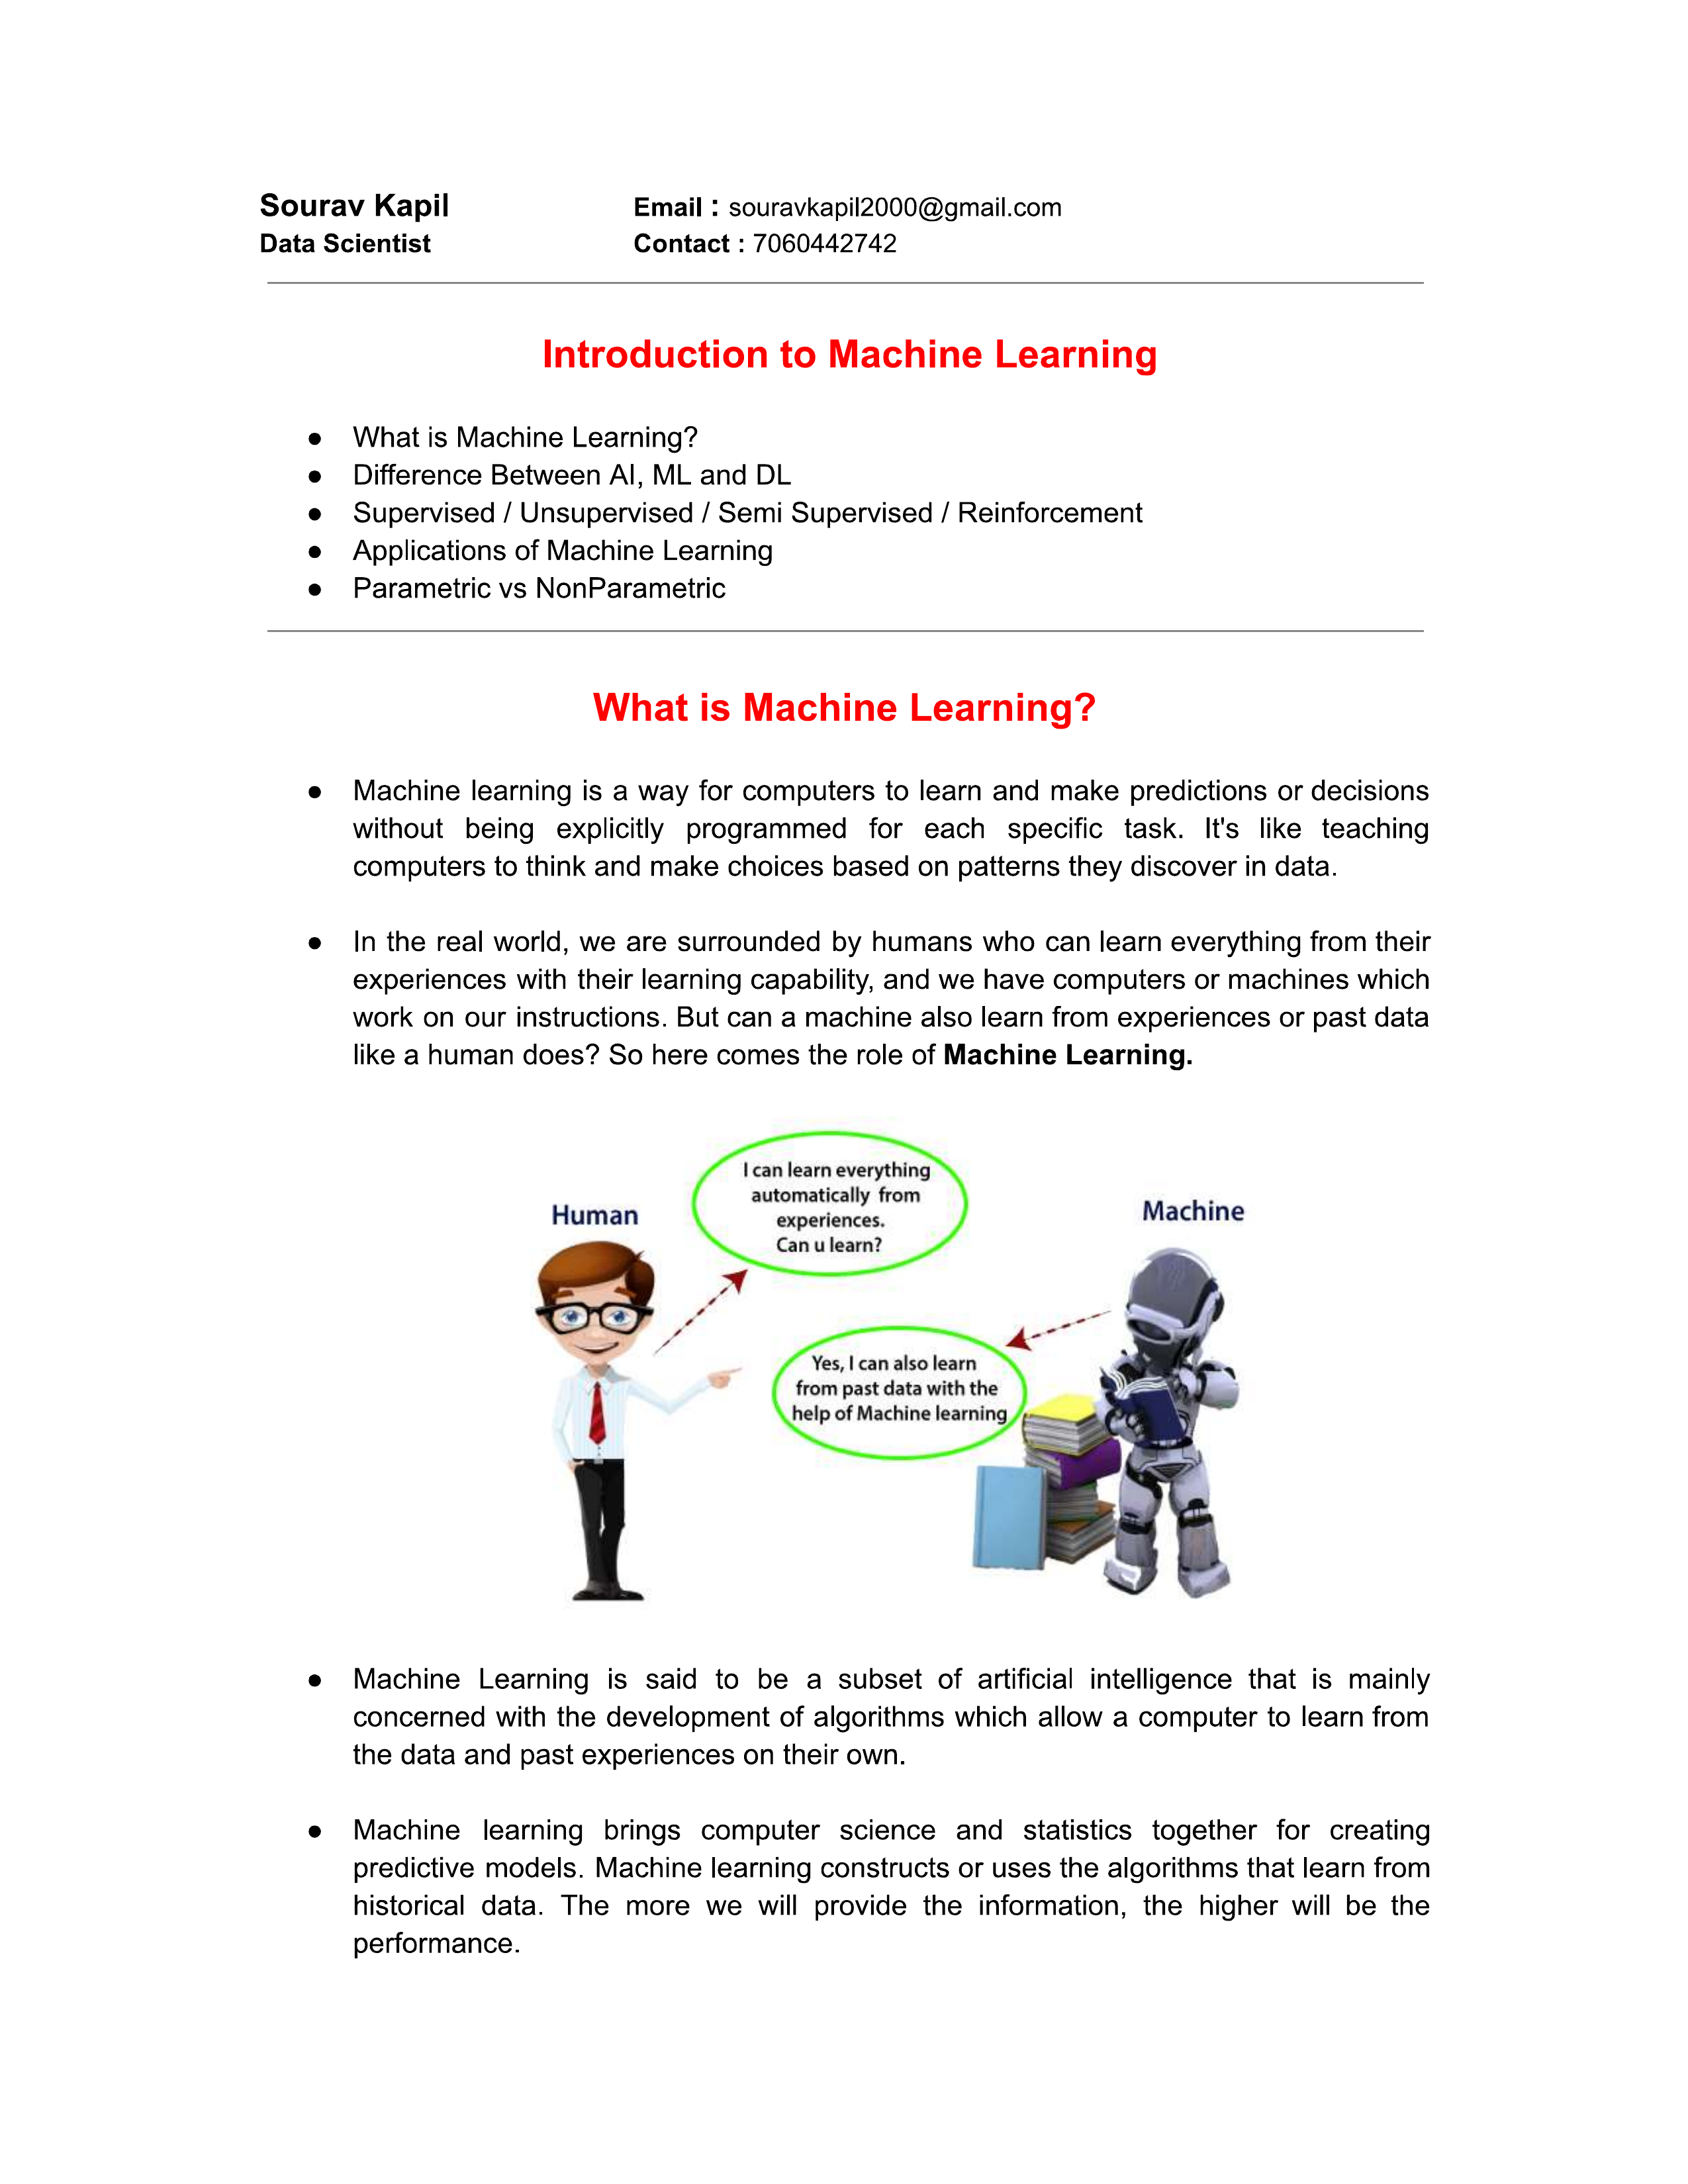 Sourav Kapil Email : souravkapil2000@gmail.com
Data Scientist Contact : 7060442742
Introduction to Machine Learning
● What is Machine Learning?
● Difference Between AI, ML and DL
● Supervised / Unsupervised / Semi Supervised / Reinforcement
● Applications of Machine Learning
● Parametric vs NonParametric
What is Machine Learning?
● Machine learning is a way for computers to learn and make predictions or decisions
without being explicitly programmed for each specific task. It's like teaching
computers to think and make choices based on patterns they discover in data.
● In the real world, we are surrounded by humans who can learn everything from their
experiences with their learning capability, and we have computers or machines which
work on our instructions. But can a machine also learn from experiences or past data
like a human does? So here comes the role of Machine Learning.
Human
I can learn everything
automatically from
experiences.
Can u learn?
Machine
Yes, I can also learn
from past data with the
help of Machine learning
● Machine Learning is said to be a subset of artificial intelligence that is mainly
concerned with the development of algorithms which allow a computer to learn from
the data and past experiences on their own.
● Machine learning brings computer science and statistics together for creating
predictive models. Machine learning constructs or uses the algorithms that learn from
historical data. The more we will provide the information, the higher will be the
performance.